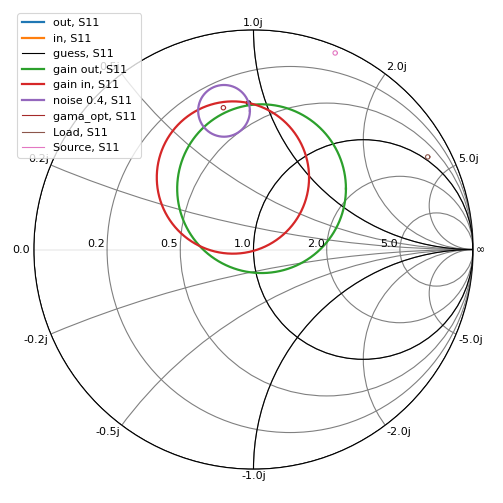 out, S11
in, S11
guess, S11
gain out, S11
gain in, S11
noise 0.4, S11
gama_opt, S11
Load, S11
Source, S11
1.0j
2.0j
5.0j
0.2j
0.0
0.2
0.5
1.0
2.0
5.0
∞
-0.2j
-5.0j
-0.5j
-2.0j
-1.0j